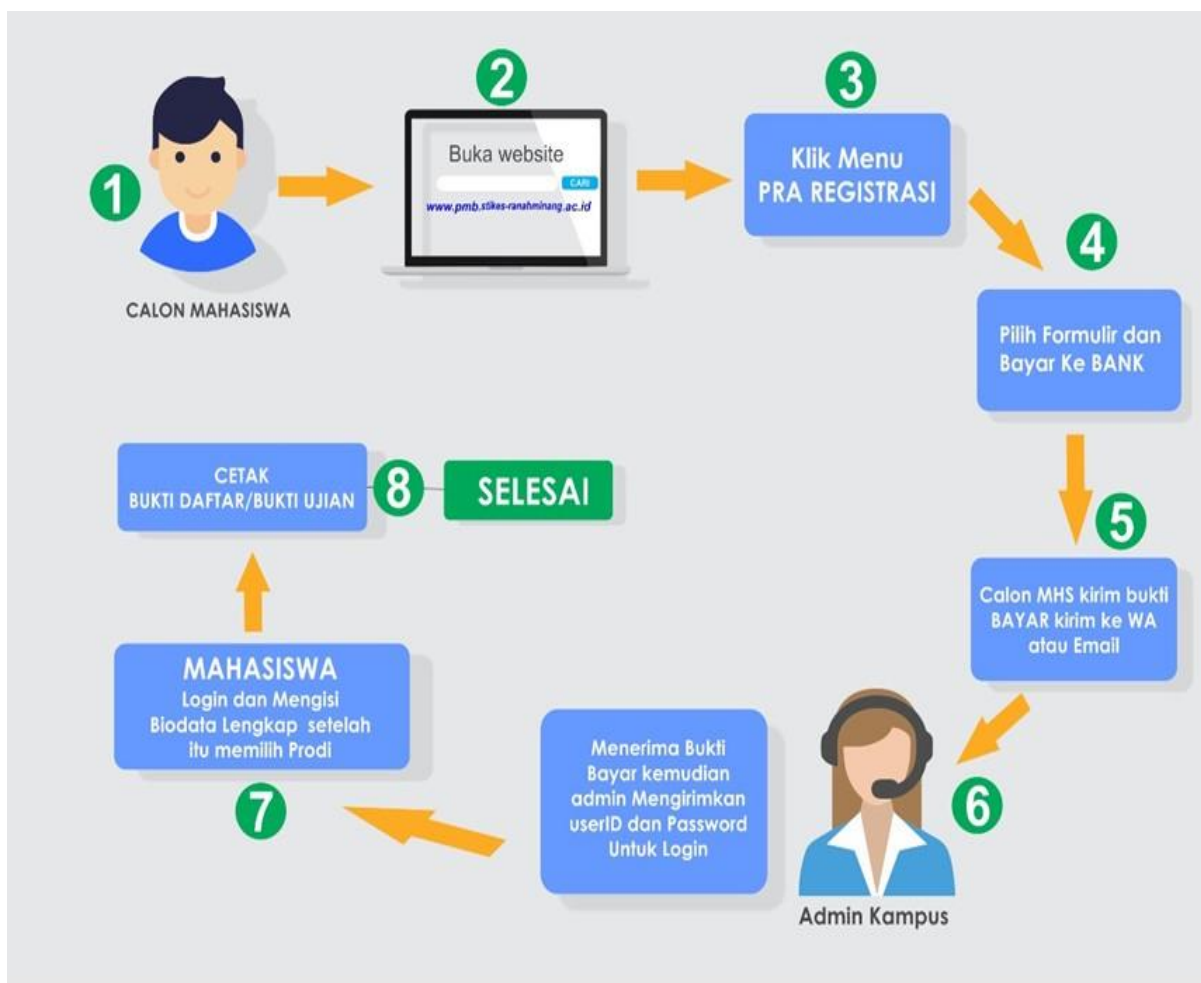 1
CALON MAHASISWA
2
Buka website
CARI
www.pmb.stikes-ranahminang.ac.id
3
Klik Menu
PRA REGISTRASI
4
Pilih Formulir dan
Bayar Ke BANK
5
Calon MHS kirim bukti
BAYAR kirim ke WA
atau Email
6
Admin Kampus
Menerima Bukti
Bayar kemudian
admin Mengirimkan
userID dan Password
Untuk Login
MAHASISWA
Login dan Mengisi
Biodata Lengkap setelah
itu memilih Prodi
7
CETAK
BUKTI DAFTAR/BUKTI UJIAN
8
SELESAI